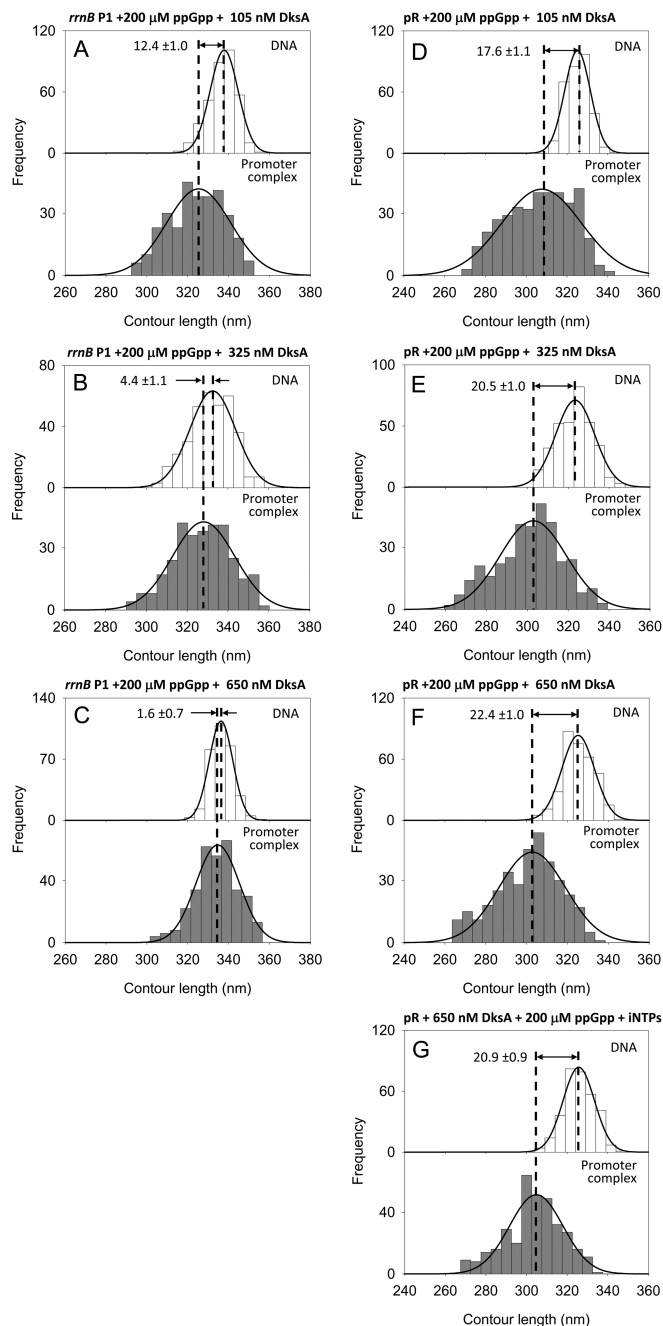 rrnB P1 +200 μM ppGpp + 105 nM DksA
A
12.4 ±1.0
DNA
120
60
0
Promoter
complex
30
0
Frequency
260 280 300 320 340 360 380
Contour length (nm)
pR +200 μM ppGpp + 105 nM DksA
D
17.6 ±1.1
DNA
120
60
0
Promoter
complex
30
0
Frequency
240 260 280 300 320 340 360
Contour length (nm)
rrnB P1 +200 μM ppGpp + 325 nM DksA
B
4.4 ±1.1
DNA
80
40
0
Promoter
complex
30
0
Frequency
260 280 300 320 340 360 380
Contour length (nm)
pR +200 μM ppGpp + 325 nM DksA
E
20.5 ±1.0
DNA
100
50
0
Promoter
complex
30
0
Frequency
240 260 280 300 320 340 360
Contour length (nm)
rrnB P1 +200 μM ppGpp + 650 nM DksA
C
1.6 ±0.7
DNA
140
70
0
Promoter
complex
40
0
Frequency
260 280 300 320 340 360 380
Contour length (nm)
pR +200 μM ppGpp + 650 nM DksA
F
22.4 ±1.0
DNA
120
60
0
Promoter
complex
30
0
Frequency
240 260 280 300 320 340 360
Contour length (nm)
pR + 650 nM DksA + 200 μM ppGpp + iNTPs
G
20.9 ±0.9
DNA
120
60
0
Promoter
complex
40
0
Frequency
240 260 280 300 320 340 360
Contour length (nm)